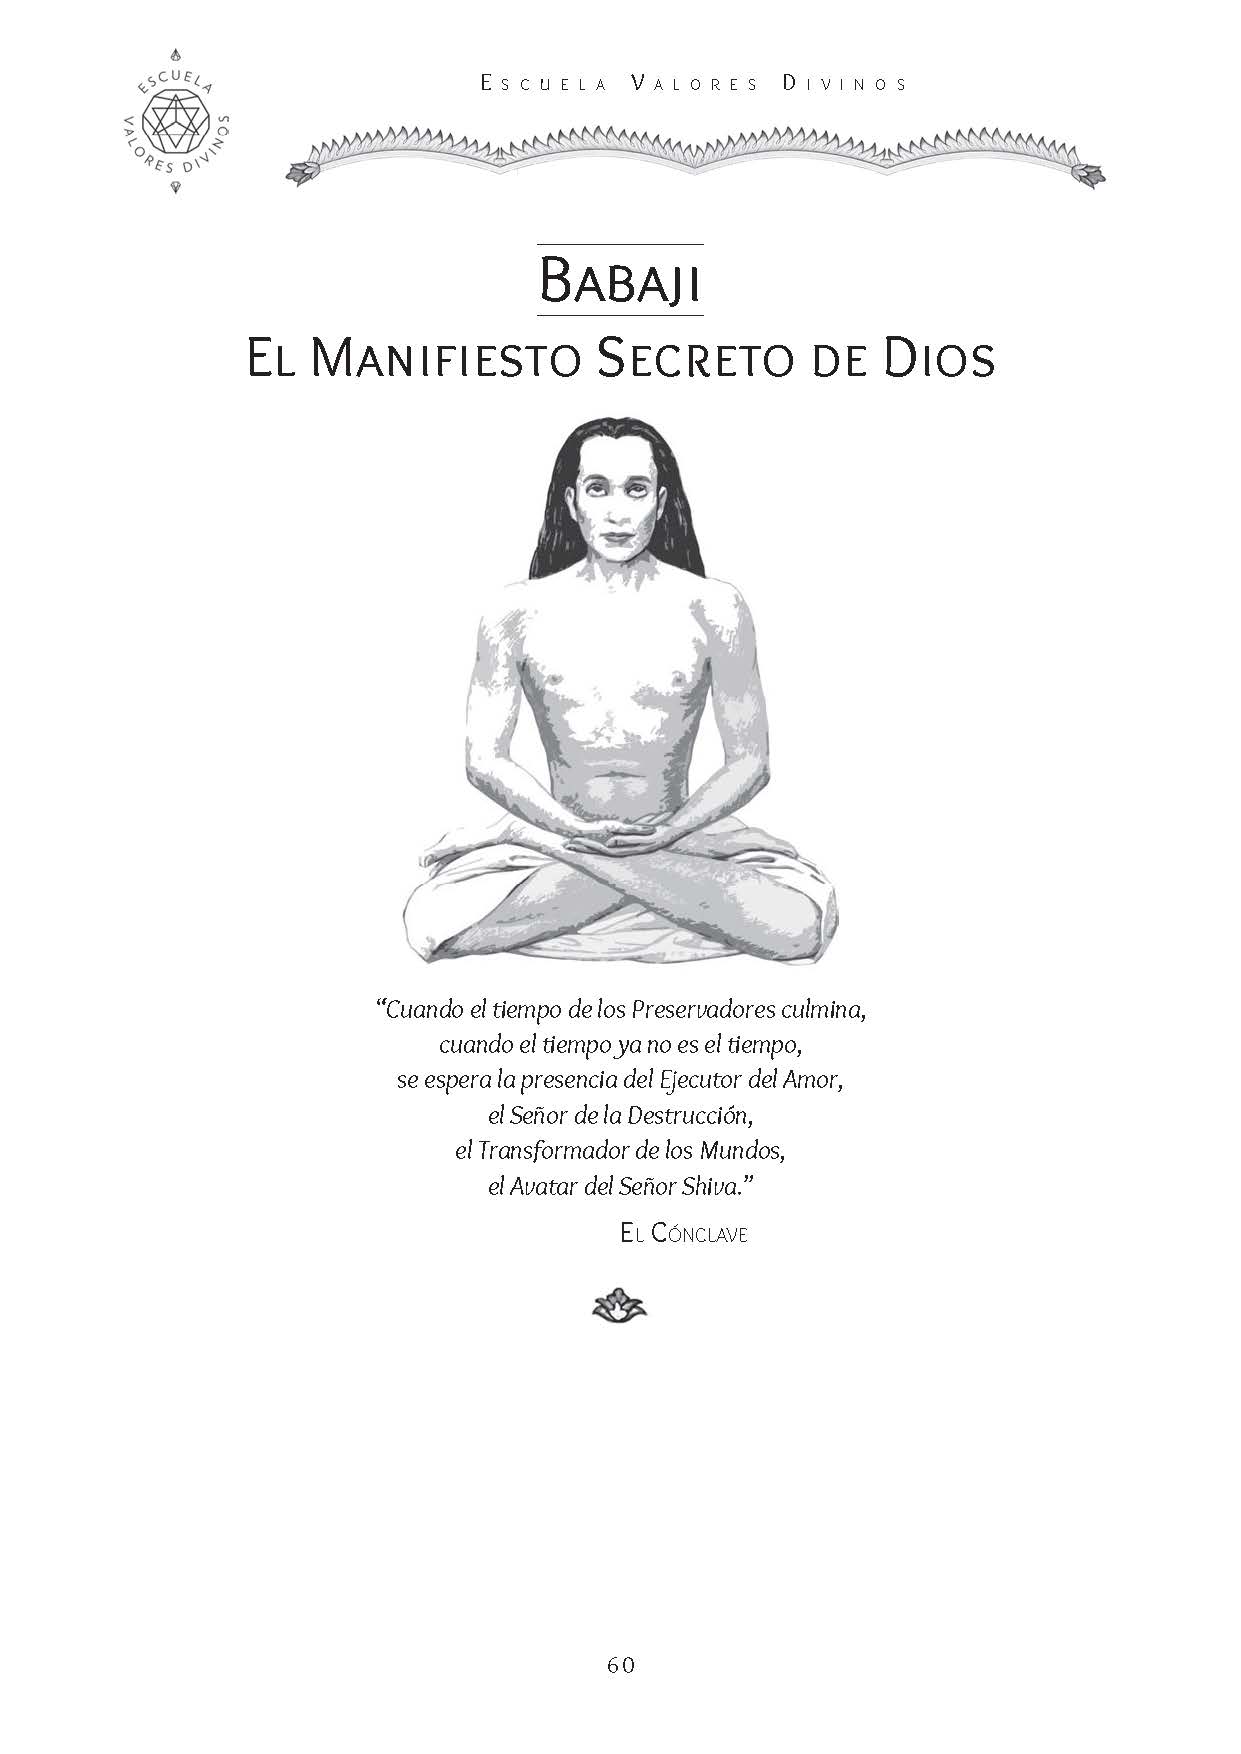 ESCUELA
VALORES DIVINOS
Escuela Valores Divinos
Babaji
El Manifiesto Secreto de Dios
“Cuando el tiempo de los Preservadores culmina,
cuando el tiempo ya no es el tiempo,
se espera la presencia del Ejecutor del Amor,
el Señor de la Destrucción,
el Transformador de los Mundos,
el Avatar del Señor Shiva.”
El Cónclave
60